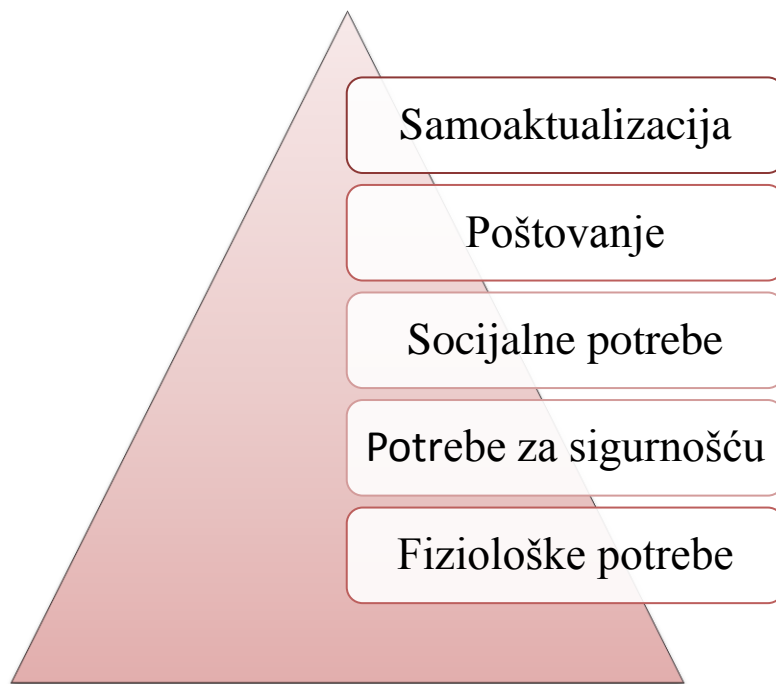 Samoaktualizacija
Poštovanje
Socijalne potrebe
Potrebe za sigurnošću
Fiziološke potrebe